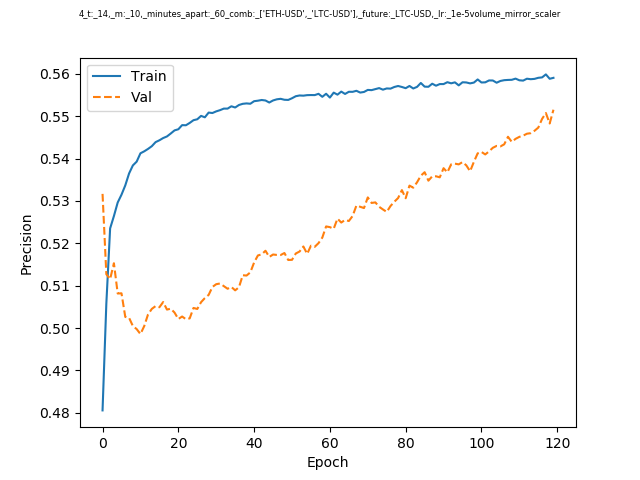 4_t:_14,_m:_10,_minutes_apart:_60_comb:_['ETH-USD',_'LTC-USD'],_future:_LTC-USD,_lr:_1e-5volume_mirror_scaler
Train
Val
0.56
0.55
0.54
0.53
0.52
0.51
0.50
0.49
0.48
Precision
0 20 40 60 80 100 120
Epoch